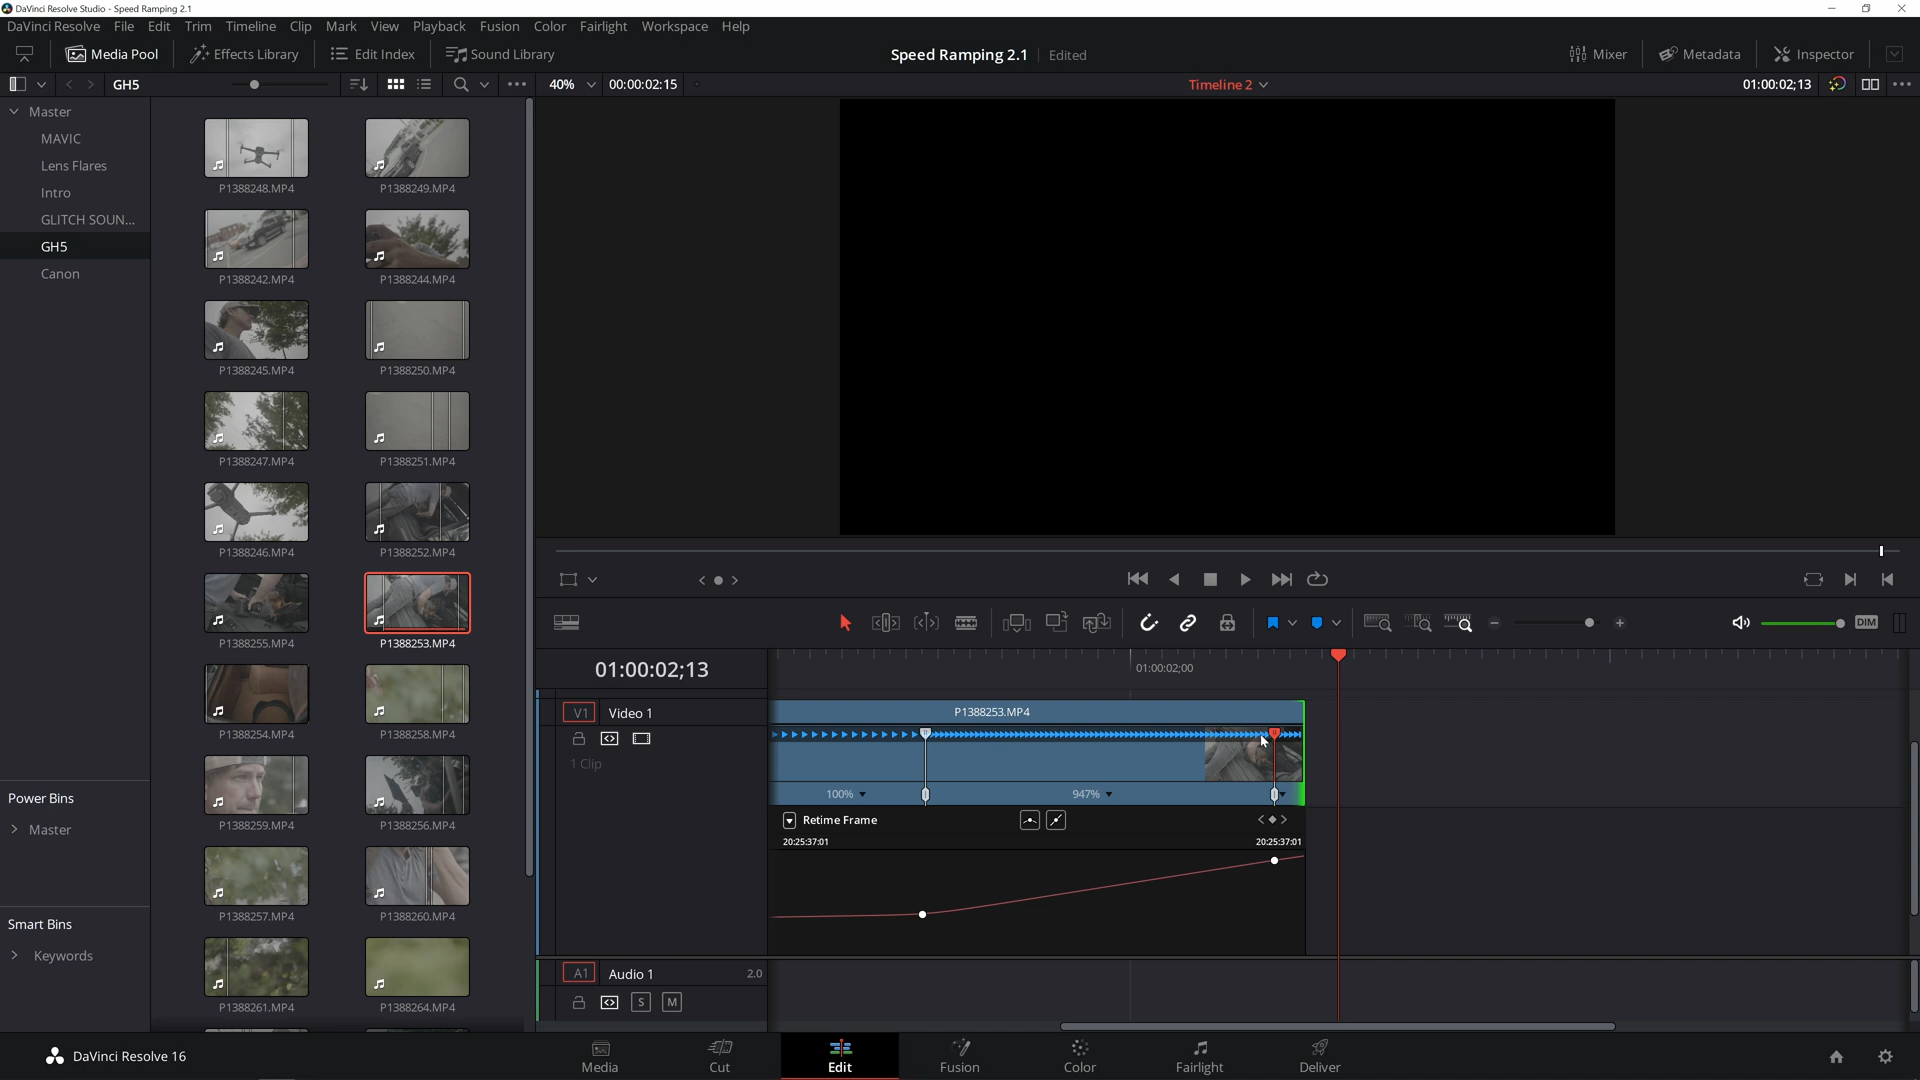 DaVinci Resolve Studio - Speed Ramping 2.1
DaVinci Resolve File Edit Trim Timeline Clip Mark View Playback Fusion Color Fairlight Workspace Help
Media Pool Effects Library Edit Index Sound Library Speed Ramping 2.1 Edited Mixer Metadata Inspector
GH5 40% 00:00:02:15 Timeline 2 01:00:02;13
Master
MAVIC
Lens Flares
Intro
GLITCH SOUN...
GH5
Canon
P1388248.MP4 P1388249.MP4
P1388242.MP4 P1388244.MP4
P1388245.MP4 P1388250.MP4
P1388247.MP4 P1388251.MP4
P1388246.MP4 P1388252.MP4
P1388255.MP4 P1388253.MP4
P1388254.MP4 P1388258.MP4
P1388259.MP4 P1388256.MP4
P1388257.MP4 P1388260.MP4
P1388261.MP4 P1388264.MP4
Power Bins
Master
Smart Bins
Keywords
DIM
01:00:02;13 01:00:02;00
V1 Video 1 P1388253.MP4
1 Clip
100% 947%
Retime Frame
20:25:37:01 20:25:37:01
A1 Audio 1 2.0
S M
DaVinci Resolve 16
Media Cut Edit Fusion Color Fairlight Deliver